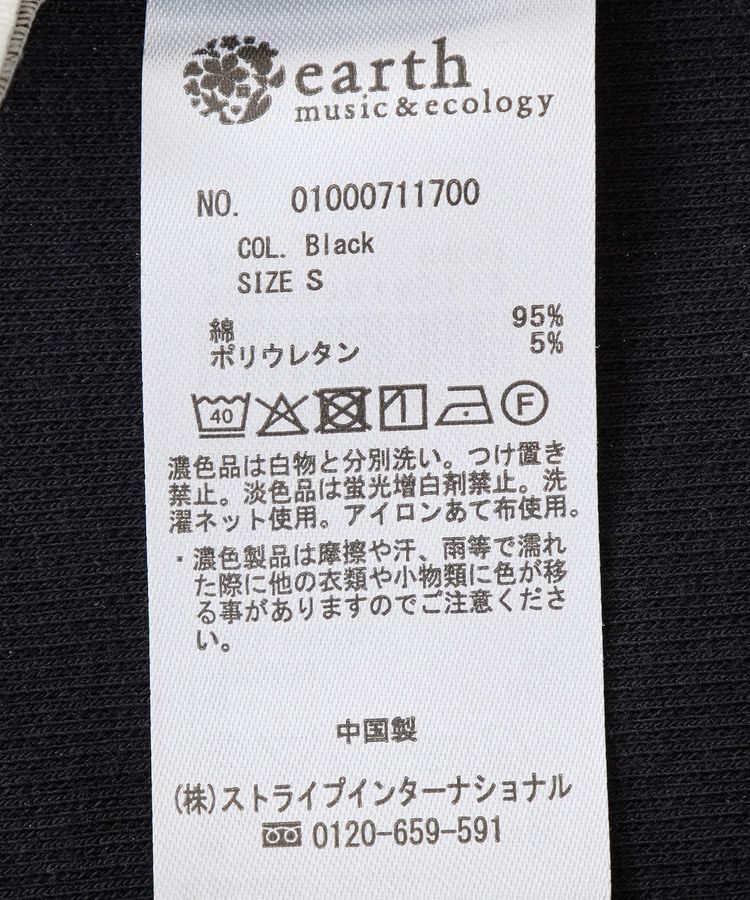 earth
music&ecology
NO. 01000711700
COL. Black
SIZE S
綿 95%
ポリウレタン 5%
40 F
濃色品は白物と分別洗い。つけ置き
禁止。淡色品は蛍光増白剤禁止。洗
濯ネット使用。アイロンあて布使用。
・濃色製品は摩擦や汗、雨等で濡れ
た際に他の衣類や小物類に色が移
る事がありますのでご注意くださ
い。
中国製
(株)ストライプインターナショナル
0120-659-591